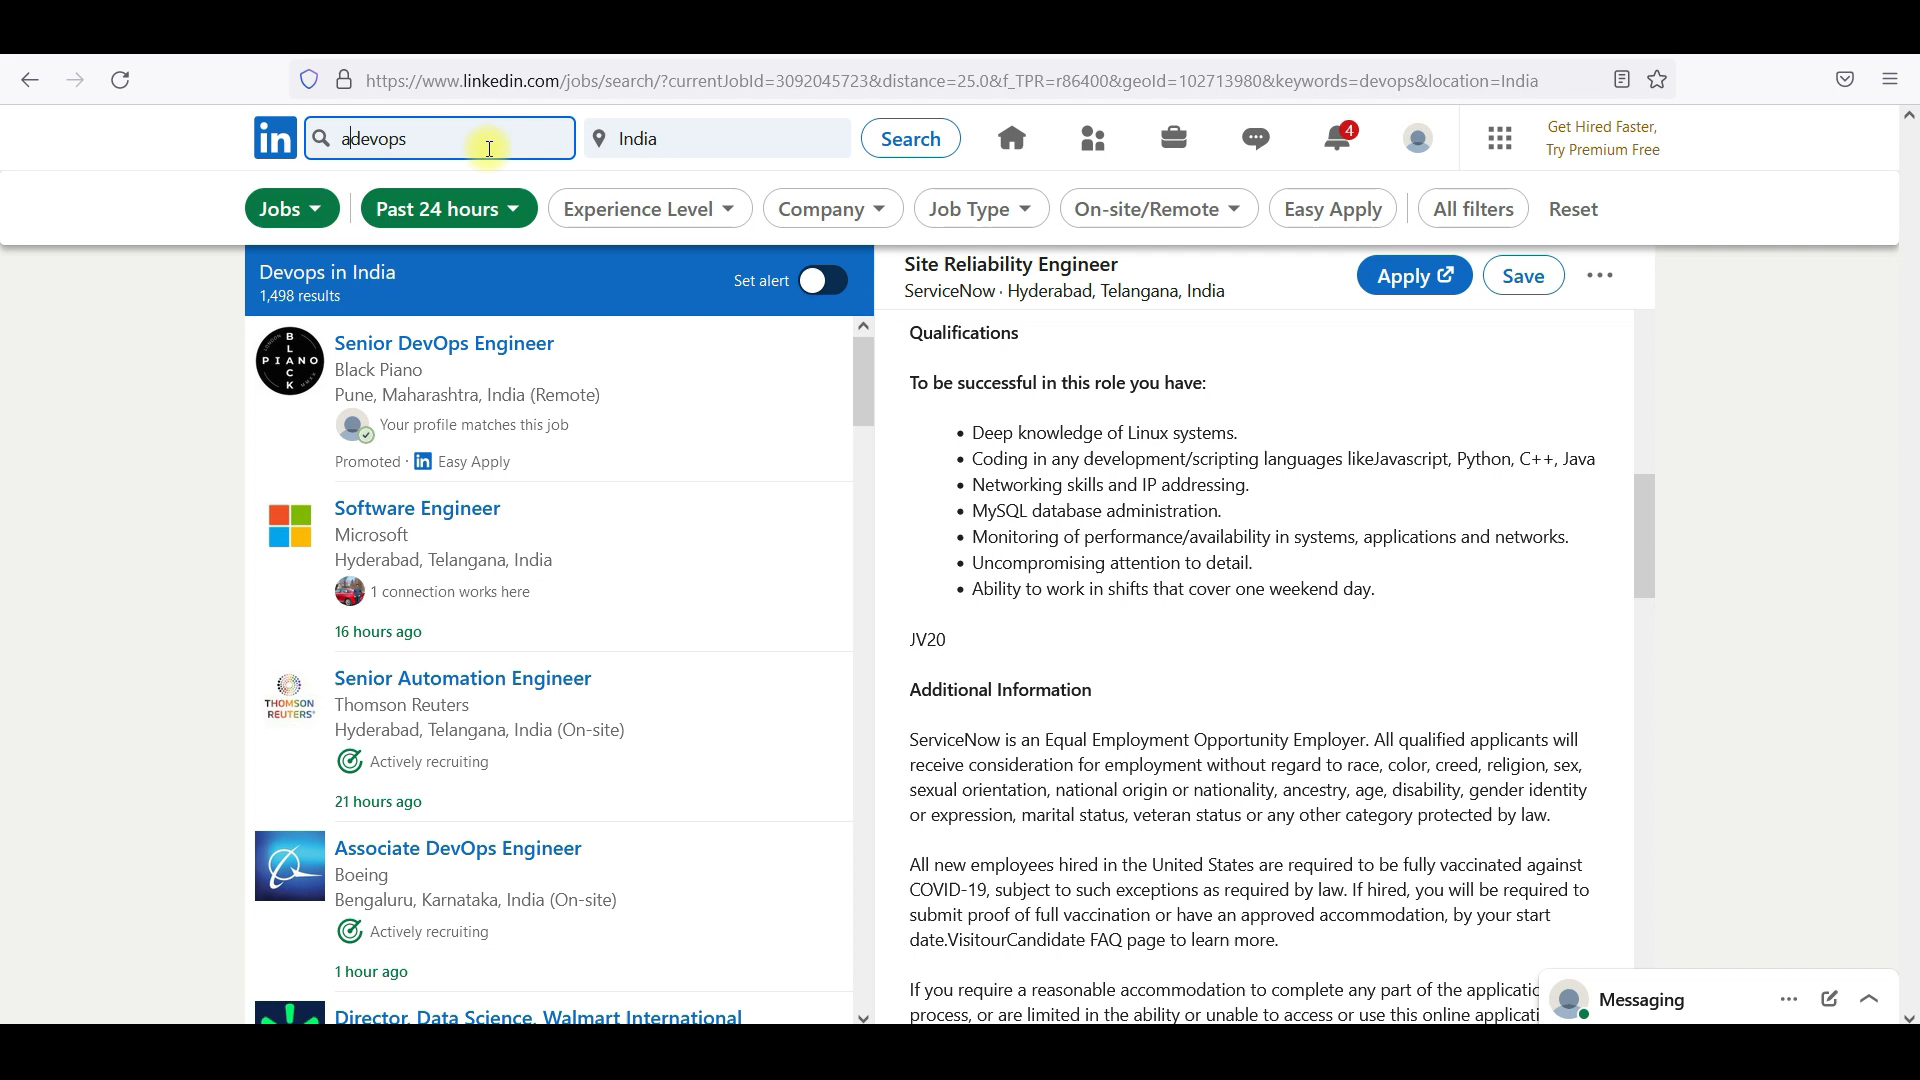 https://www.linkedin.com/jobs/search/?currentJobId=3092045723&distance=25.0&f_TPR=r86400&geoId=102713980&keywords=devops&location=India
in
adevops
India
Search
4
Get Hired Faster,
Try Premium Free
Jobs
Past 24 hours
Experience Level
Company
Job Type
On-site/Remote
Easy Apply
All filters
Reset
Devops in India
1,498 results
Set alert
LONDON
BLACK
PIANO
Senior DevOps Engineer
Black Piano
Pune, Maharashtra, India (Remote)
Your profile matches this job
Promoted · in Easy Apply
Software Engineer
Microsoft
Hyderabad, Telangana, India
1 connection works here
16 hours ago
THOMSON
REUTERS®
Senior Automation Engineer
Thomson Reuters
Hyderabad, Telangana, India (On-site)
Actively recruiting
21 hours ago
Associate DevOps Engineer
Boeing
Bengaluru, Karnataka, India (On-site)
Actively recruiting
1 hour ago
Director, Data Science, Walmart International
Site Reliability Engineer
ServiceNow · Hyderabad, Telangana, India
Apply
Save
Qualifications
To be successful in this role you have:
• Deep knowledge of Linux systems.
• Coding in any development/scripting languages likeJavascript, Python, C++, Java
• Networking skills and IP addressing.
• MySQL database administration.
• Monitoring of performance/availability in systems, applications and networks.
• Uncompromising attention to detail.
• Ability to work in shifts that cover one weekend day.
JV20
Additional Information
ServiceNow is an Equal Employment Opportunity Employer. All qualified applicants will
receive consideration for employment without regard to race, color, creed, religion, sex,
sexual orientation, national origin or nationality, ancestry, age, disability, gender identity
or expression, marital status, veteran status or any other category protected by law.
All new employees hired in the United States are required to be fully vaccinated against
COVID-19, subject to such exceptions as required by law. If hired, you will be required to
submit proof of full vaccination or have an approved accommodation, by your start
date.VisitourCandidate FAQ page to learn more.
If you require a reasonable accommodation to complete any part of the applicatic
process, or are limited in the ability or unable to access or use this online applicati
Messaging